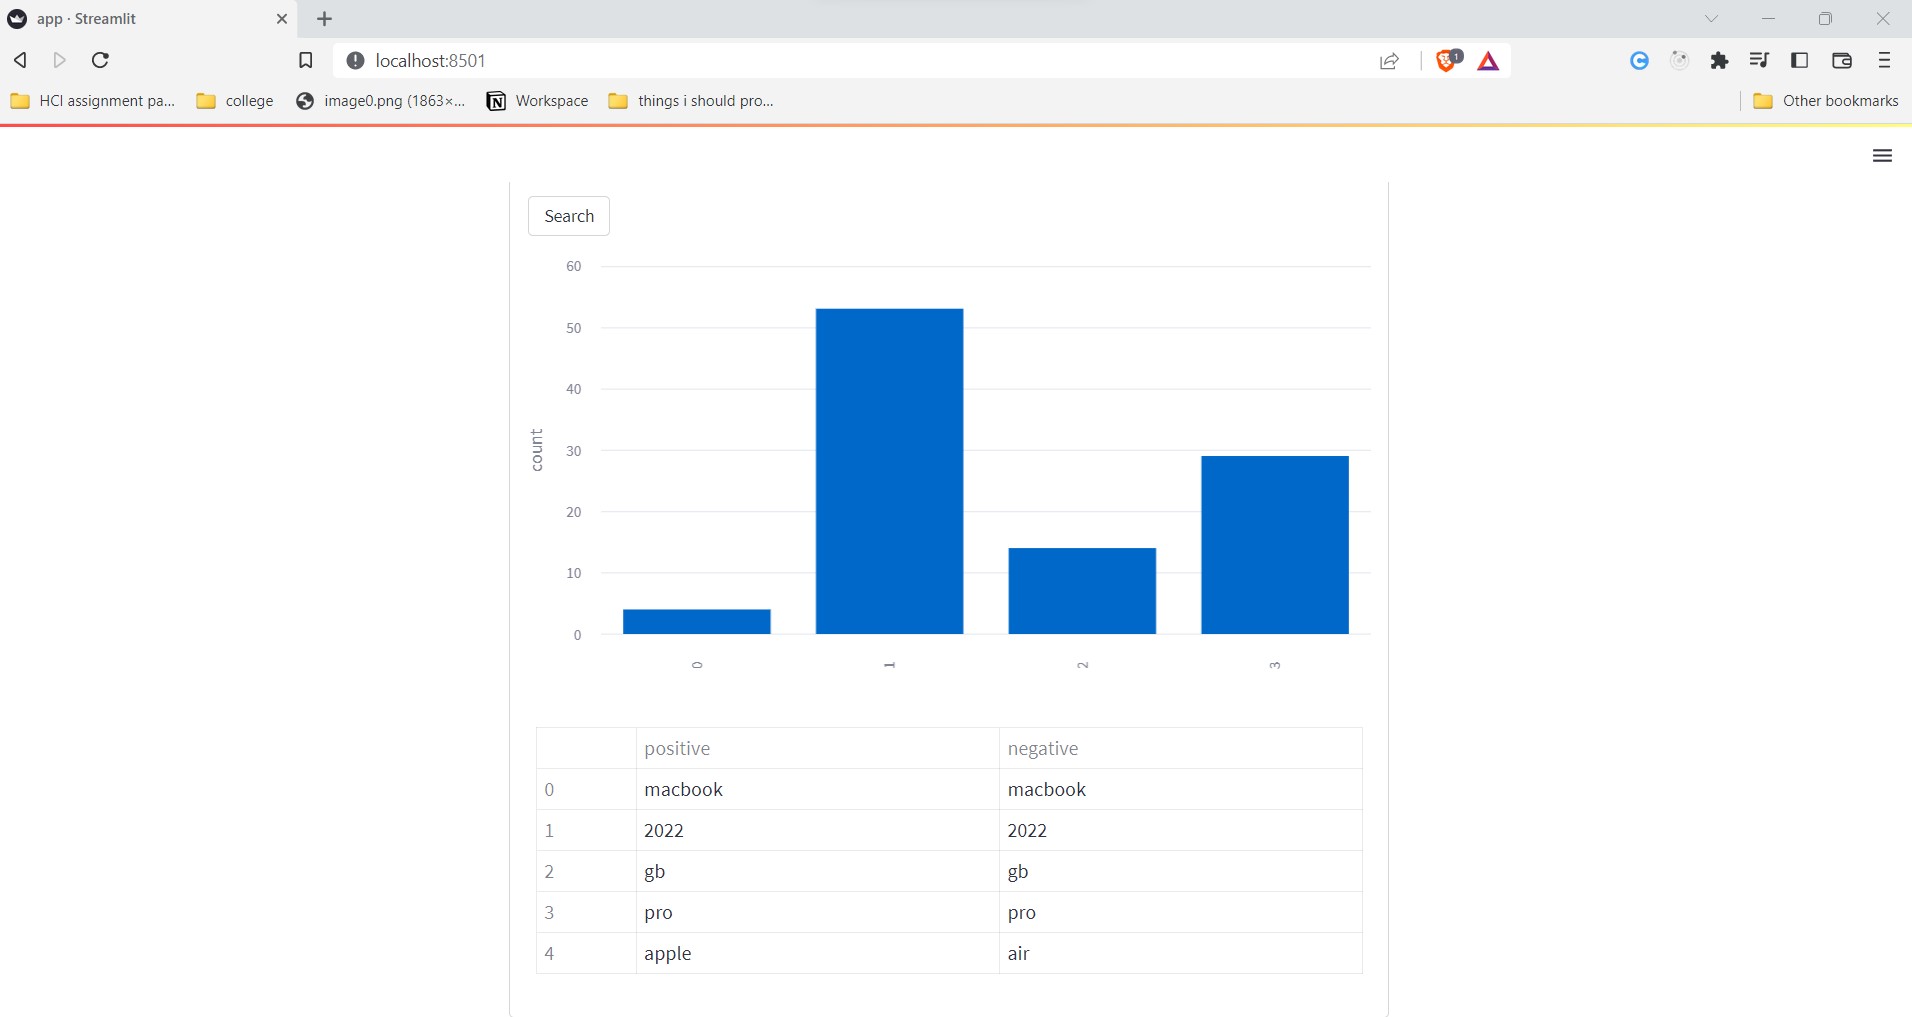 app · Streamlit
localhost:8501
1
HCI assignment pa...
college
image0.png (1863×...
Workspace
things i should pro...
Other bookmarks
Search
60
50
40
30
20
10
0
count
0 1 2 3
positive negative
0 macbook macbook
1 2022 2022
2 gb gb
3 pro pro
4 apple air